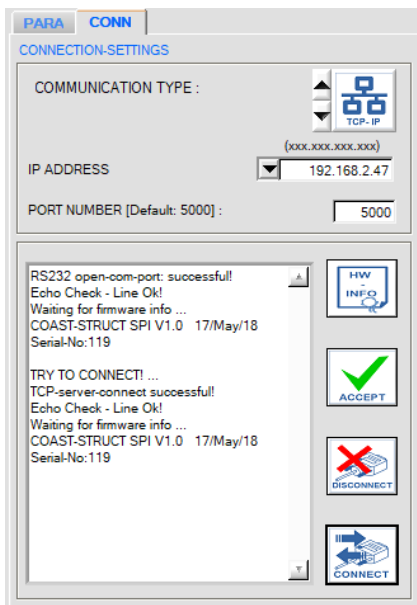 PARA CONN
CONNECTION-SETTINGS
COMMUNICATION TYPE :
TCP- IP
(xxx.xxx.xxx.xxx)
IP ADDRESS 192.168.2.47
PORT NUMBER [Default: 5000] : 5000
RS232 open-com-port: successful!
Echo Check - Line Ok!
Waiting for firmware info ...
COAST-STRUCT SPI V1.0 17/May/18
Serial-No:119
TRY TO CONNECT! ...
TCP-server-connect successful!
Echo Check - Line Ok!
Waiting for firmware info ...
COAST-STRUCT SPI V1.0 17/May/18
Serial-No:119
HW
- INFO
ACCEPT
DISCONNECT
CONNECT